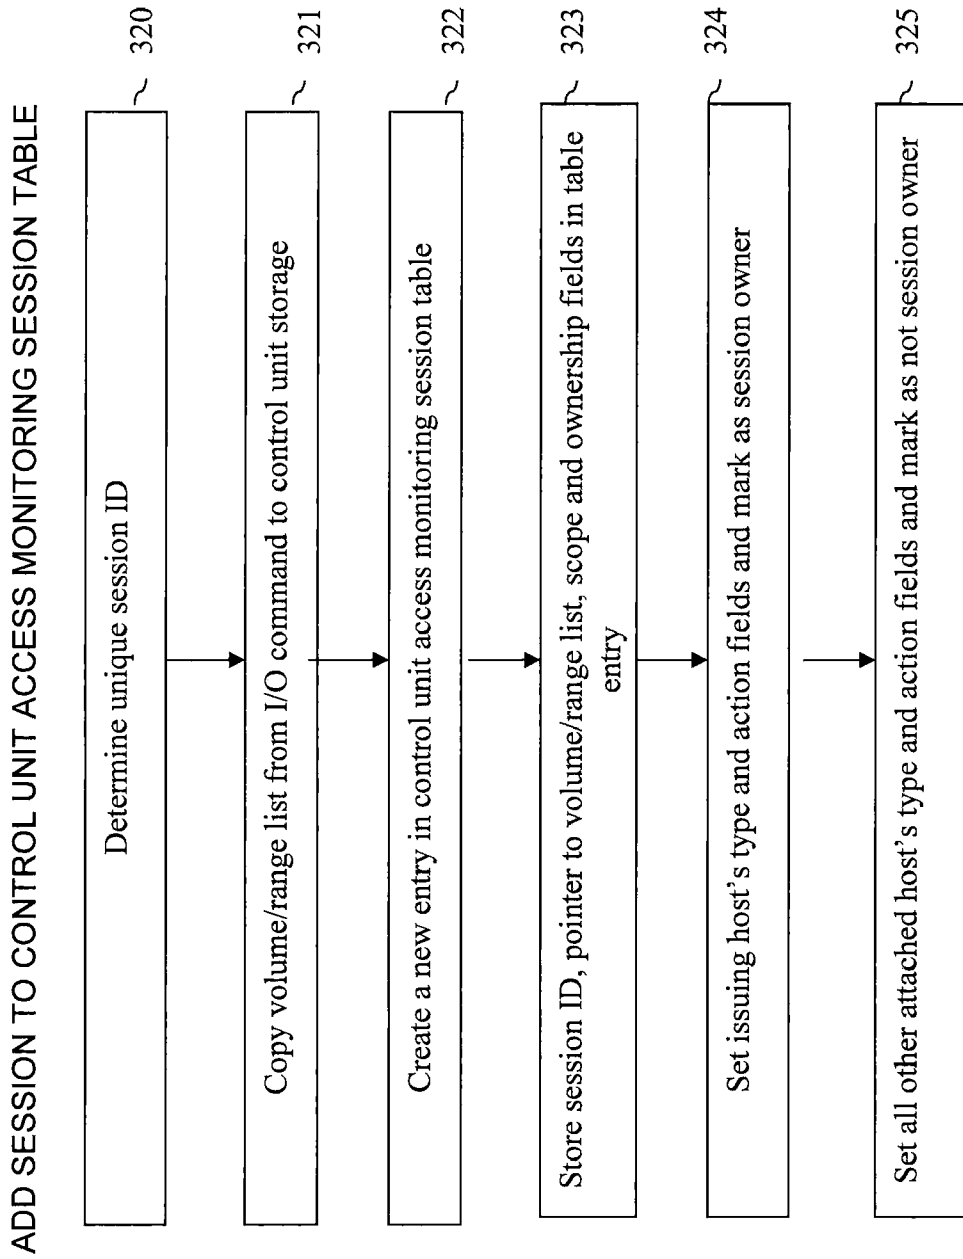 ADD SESSION TO CONTROL UNIT ACCESS MONITORING SESSION TABLE
Determine unique session ID
320
Copy volume/range list from I/O command to control unit storage
321
Create a new entry in control unit access monitoring session table
322
Store session ID, pointer to volume/range list, scope and ownership fields in table
entry
323
Set issuing host's type and action fields and mark as session owner
324
Set all other attached host's type and action fields and mark as not session owner
325